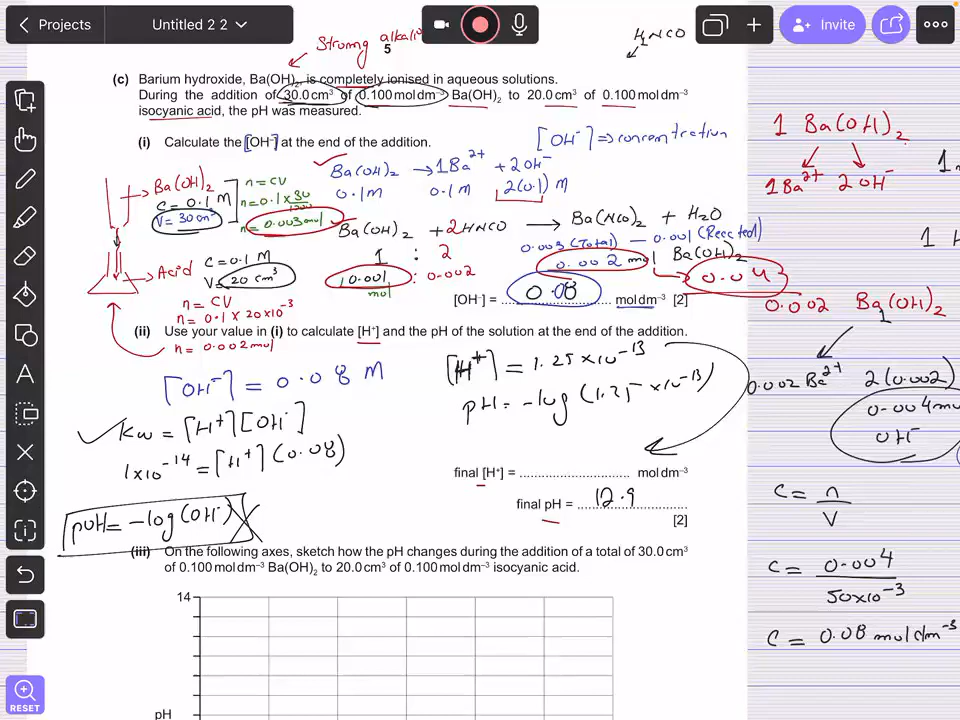 Projects
Untitled 2 2
Invite
Strong alkali
5
HNCO
(c) Barium hydroxide, Ba(OH)₂, is completely ionised in aqueous solutions.
During the addition of 30.0 cm³ of 0.100 mol dm⁻³ Ba(OH)₂ to 20.0 cm³ of 0.100 mol dm⁻³
isocyanic acid, the pH was measured.
(i) Calculate the [OH⁻] at the end of the addition.
[OH⁻] ⇒ concentration
Ba(OH)₂ → 1Ba²⁺ + 2OH⁻
0.1M 0.1 M 2(0.1) M
Ba(OH)₂
C = 0.1 M
V = 30 cm³
n = CV
n = 0.1 × 30/1000
n = 0.003 mol
Ba(OH)₂ + 2HNCO → Ba(NCO)₂ + H₂O
1 : 2
0.001 : 0.002
mol
0.003 (Total) — 0.001 (Reacted)
0.002 mol Ba(OH)₂
0.04
Acid C = 0.1 M
V = 20 cm³
n = CV
n = 0.1 × 20×10⁻³
n = 0.002 mol
[OH⁻] = 0.08 mol dm⁻³ [2]
(ii) Use your value in (i) to calculate [H⁺] and the pH of the solution at the end of the addition.
[OH⁻] = 0.08 M
Kw = [H⁺][OH⁻]
1×10⁻¹⁴ = [H⁺](0.08)
pOH = -log(OH⁻)
[H⁺] = 1.25 × 10⁻¹³
pH = -log(1.25 × 10⁻¹³)
final [H⁺] = .............................. mol dm⁻³
final pH = 12.9
[2]
(iii) On the following axes, sketch how the pH changes during the addition of a total of 30.0 cm³
of 0.100 mol dm⁻³ Ba(OH)₂ to 20.0 cm³ of 0.100 mol dm⁻³ isocyanic acid.
14
pH
1 Ba(OH)₂
1Ba²⁺ 2OH⁻
1
1 H
0.002 Ba(OH)₂
0.002 Ba²⁺ 2(0.002)
0.004 mol
OH⁻
C = n/V
C = 0.004/50×10⁻³
C = 0.08 mol dm⁻³
RESET